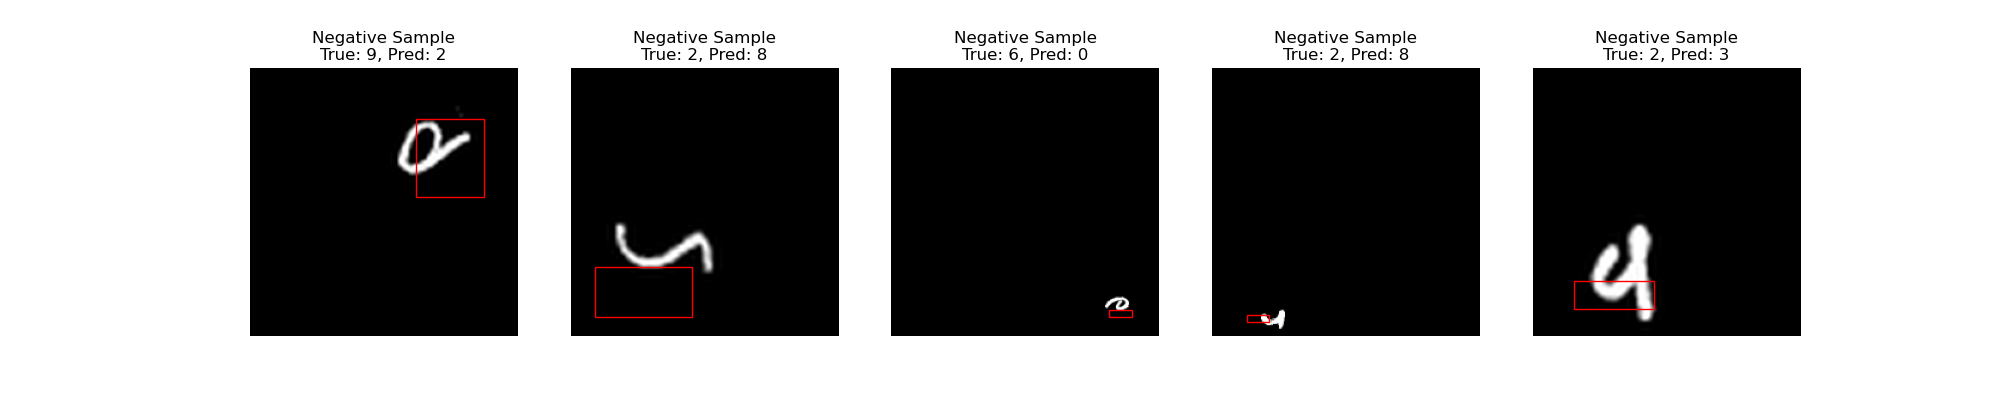 Negative Sample
True: 9, Pred: 2
Negative Sample
True: 2, Pred: 8
Negative Sample
True: 6, Pred: 0
Negative Sample
True: 2, Pred: 8
Negative Sample
True: 2, Pred: 3